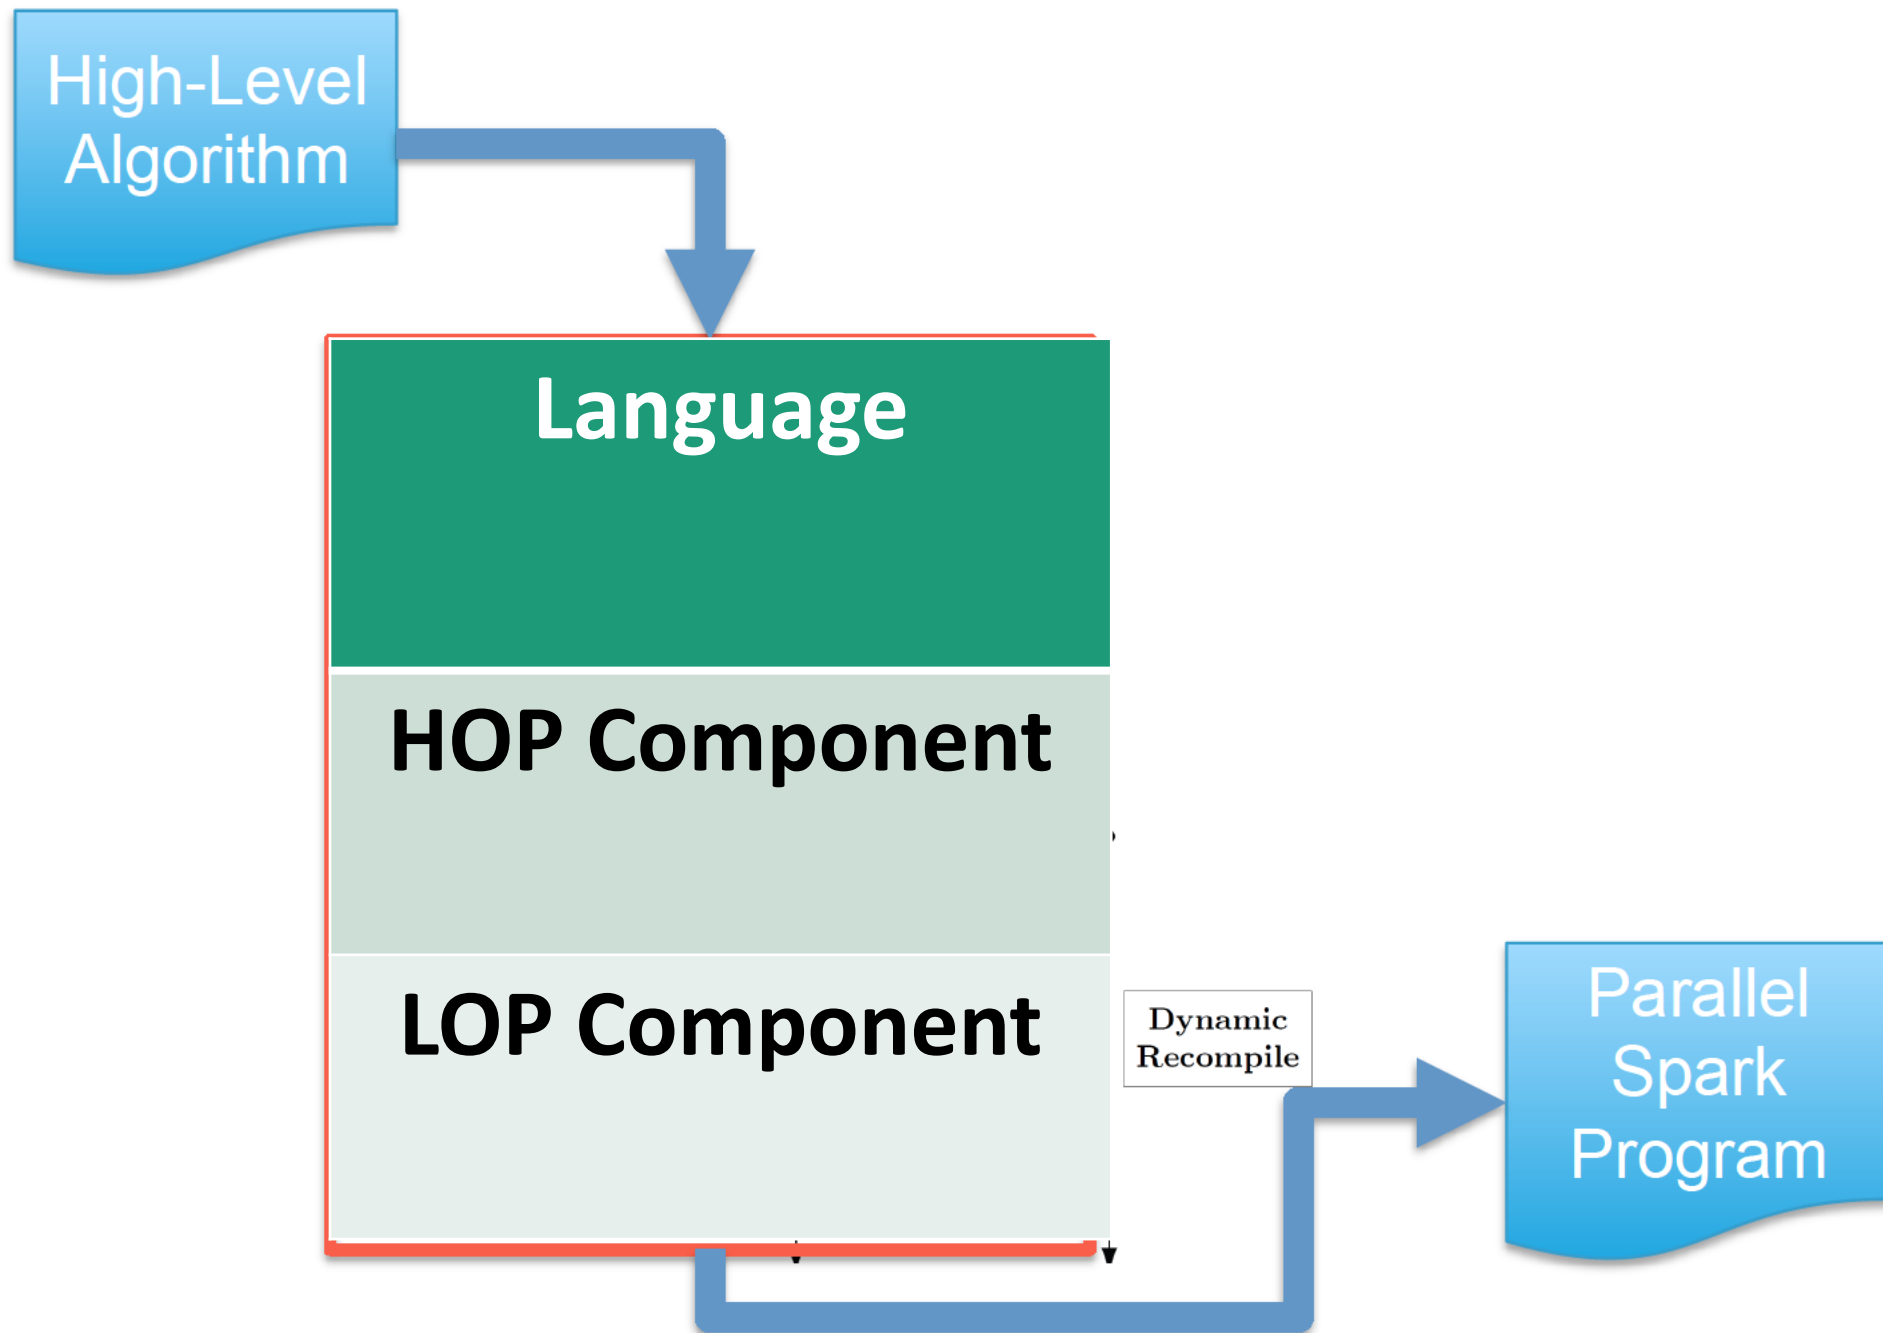 High-Level
Algorithm
Language
HOP Component
LOP Component
Dynamic
Recompile
Parallel
Spark
Program